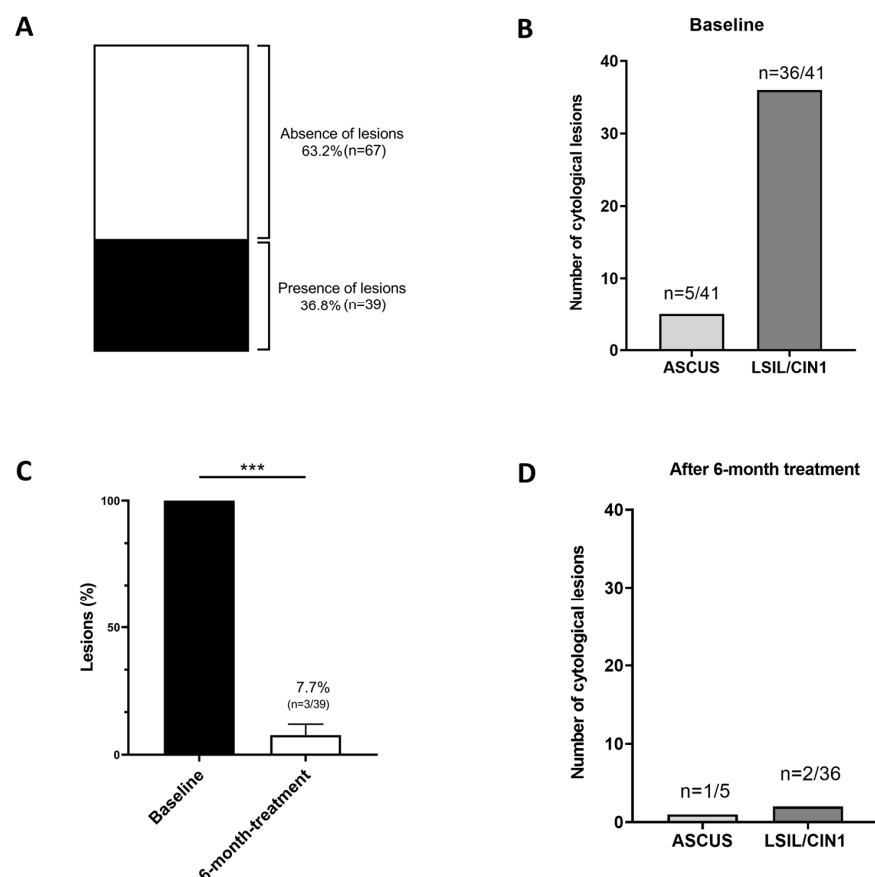 A
Absence of lesions
63.2%(n=67)
Presence of lesions
36.8% (n=39)
B
Baseline
Number of cytological lesions
40
30
20
10
0
n=5/41
n=36/41
ASCUS
LSIL/CIN1
C
***
Lesions (%)
100
50
0
7.7%
(n=3/39)
Baseline
6-month-treatment
D
After 6-month treatment
Number of cytological lesions
40
30
20
10
0
n=1/5
n=2/36
ASCUS
LSIL/CIN1